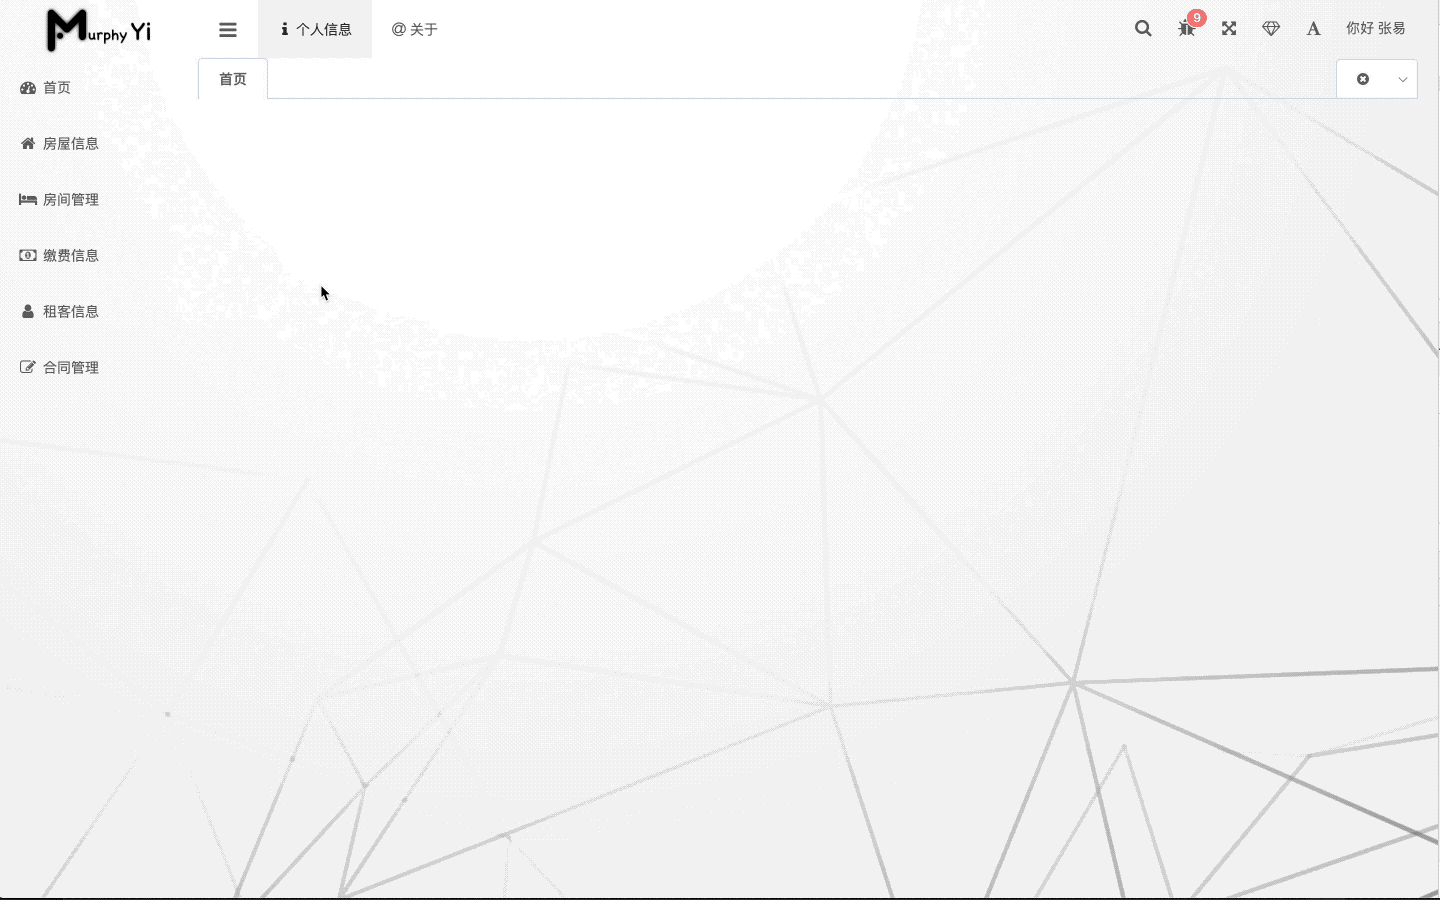 Murphy Yi
个人信息
@ 关于
9
A
你好 张易
首页
首页
房屋信息
房间管理
缴费信息
租客信息
合同管理